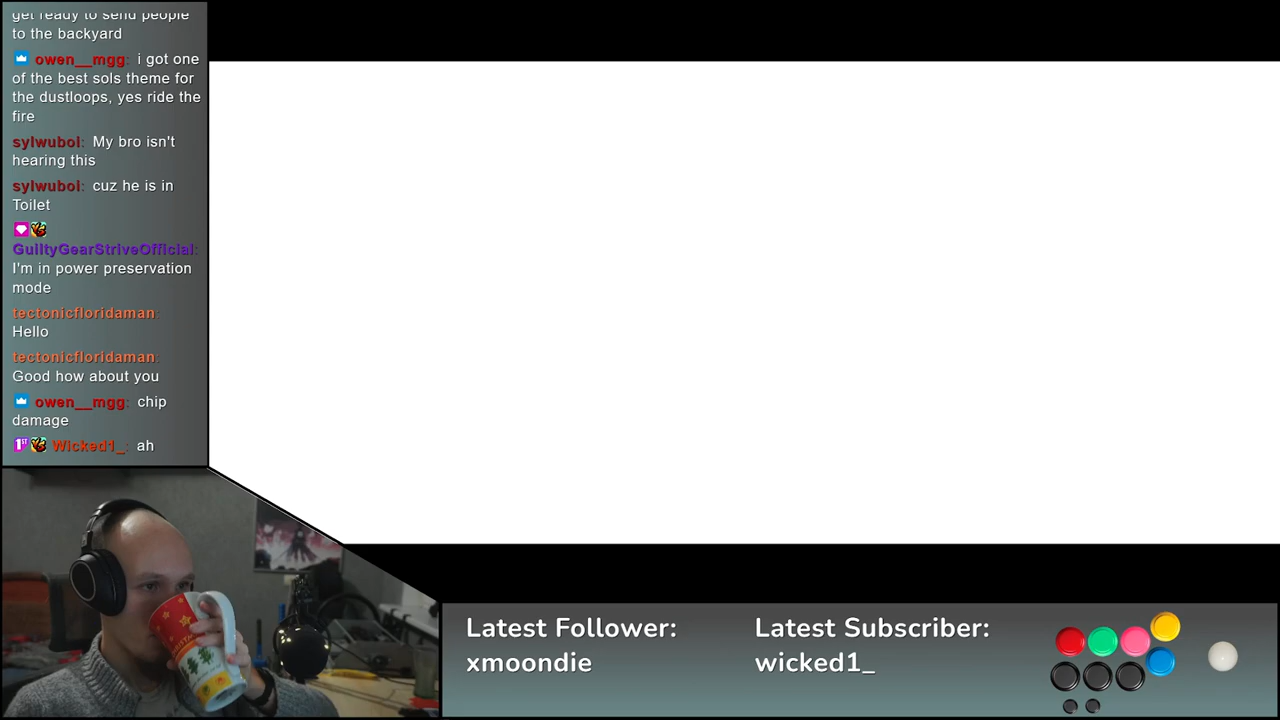 get ready to send people
to the backyard
owen__mgg: i got one
of the best sols theme for
the dustloops, yes ride the
fire
sylwubol: My bro isn't
hearing this
sylwubol: cuz he is in
Toilet
GuiltyGearStriveOfficial:
I'm in power preservation
mode
tectonicfloridaman:
Hello
tectonicfloridaman:
Good how about you
owen__mgg: chip
damage
1ST Wicked1_: ah
Latest Follower:
xmoondie
Latest Subscriber:
wicked1_